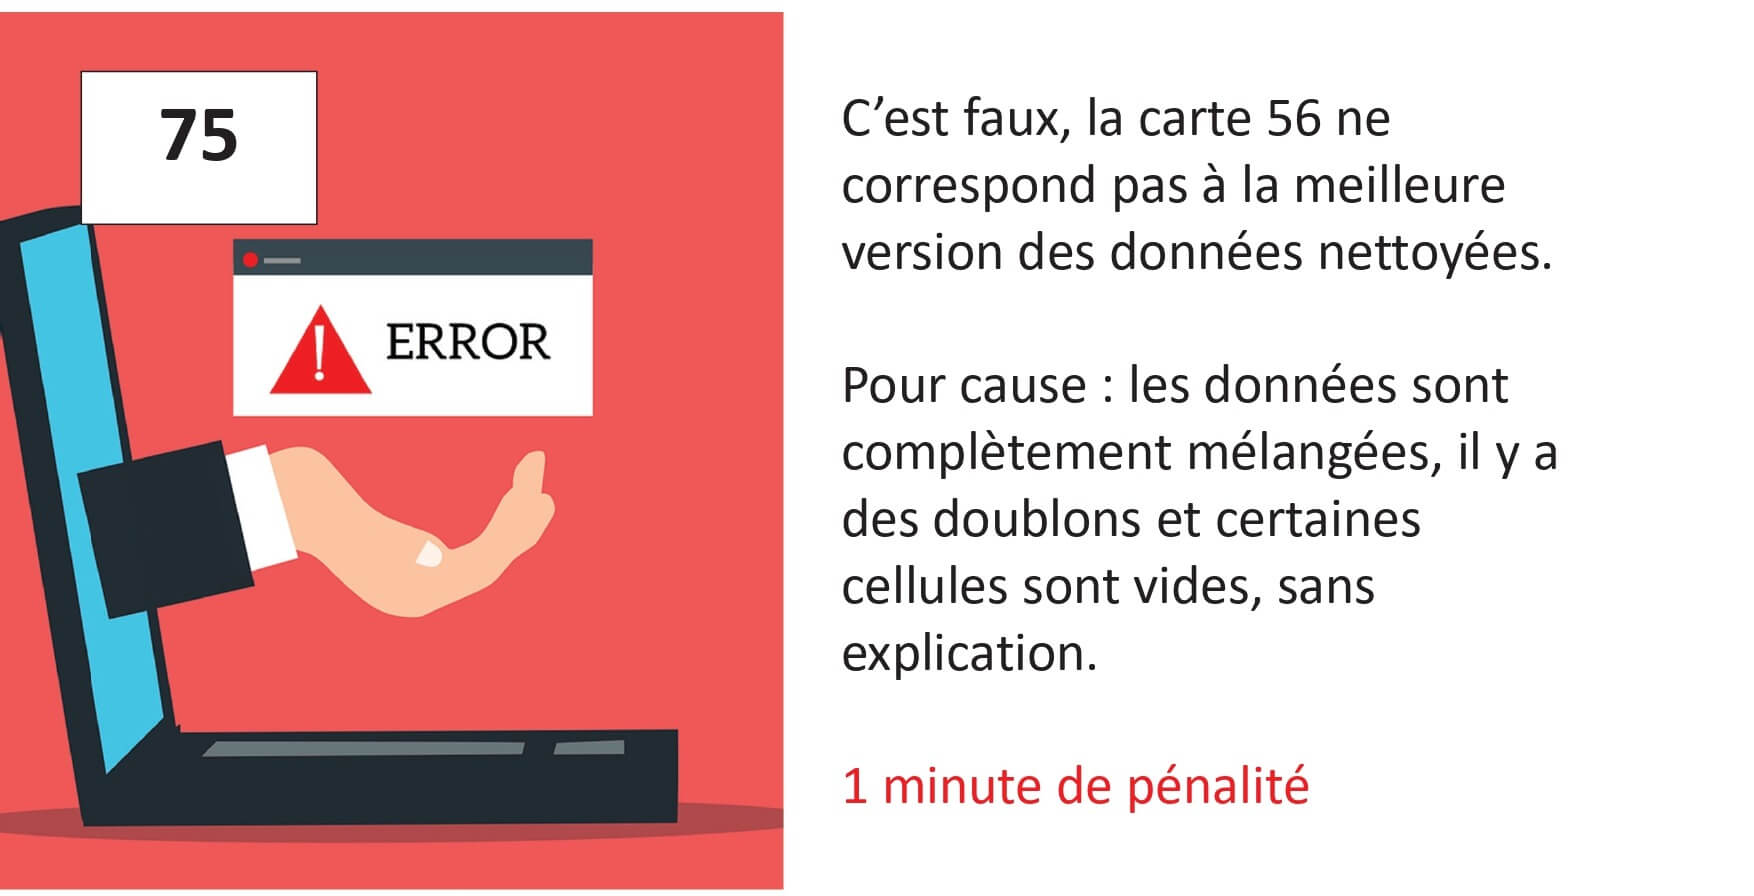 75
ERROR
C’est faux, la carte 56 ne
correspond pas à la meilleure
version des données nettoyées.
Pour cause : les données sont
complètement mélangées, il y a
des doublons et certaines
cellules sont vides, sans
explication.
1 minute de pénalité